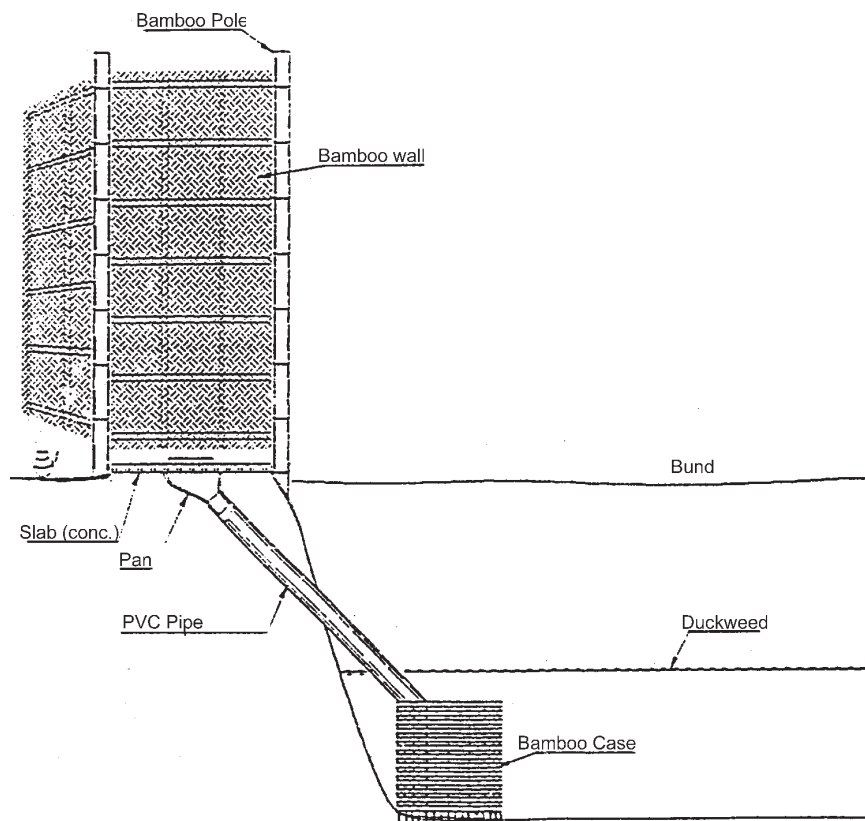 Bamboo Pole
Bamboo wall
Bund
Slab (conc.)
Pan
PVC Pipe
Duckweed
Bamboo Case